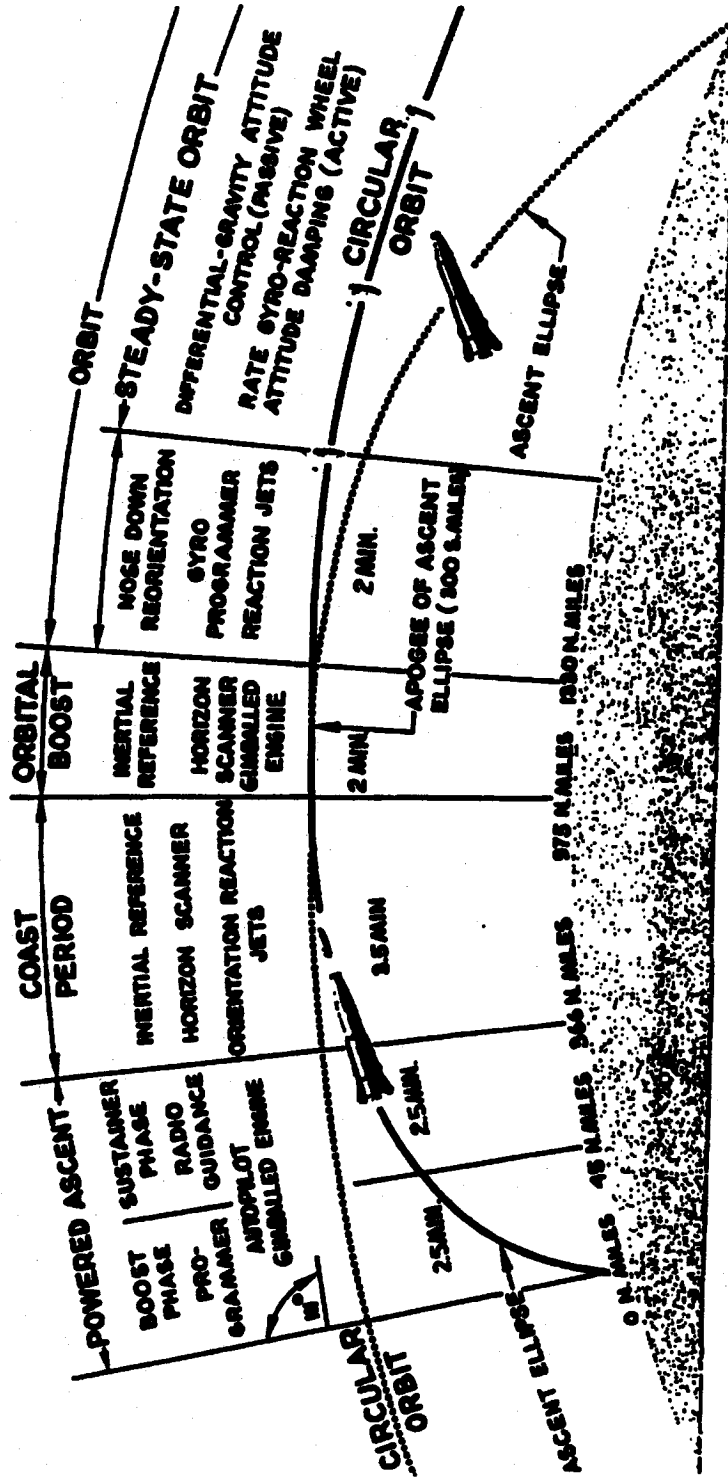 POWERED ASCENT
BOOST
PHASE
PRO-
GRAMMER
SUSTAINER
PHASE
RADIO
GUIDANCE
AUTOPILOT
GIMBALLED ENGINE
COAST
PERIOD
INERTIAL REFERENCE
HORIZON SCANNER
ORIENTATION REACTION
JETS
ORBITAL
BOOST
INERTIAL
REFERENCE
HORIZON
SCANNER
GIMBALLED
ENGINE
ORBIT
NOSE DOWN
REORIENTATION
GYRO
PROGRAMMER
REACTION JETS
STEADY-STATE ORBIT
DIFFERENTIAL-GRAVITY ATTITUDE
CONTROL (PASSIVE)
RATE GYRO-REACTION WHEEL
ATTITUDE DAMPING (ACTIVE)
CIRCULAR
ORBIT
CIRCULAR
ORBIT
2.5 MIN.
2.5 MIN.
3.5 MIN
2 MIN.
2 MIN.
APOGEE OF ASCENT
ELLIPSE (300 S.MILES)
ASCENT ELLIPSE
ASCENT ELLIPSE
0 N. MILES
45 N.MILES
N. MILES
975 N.MILES
N. MILES